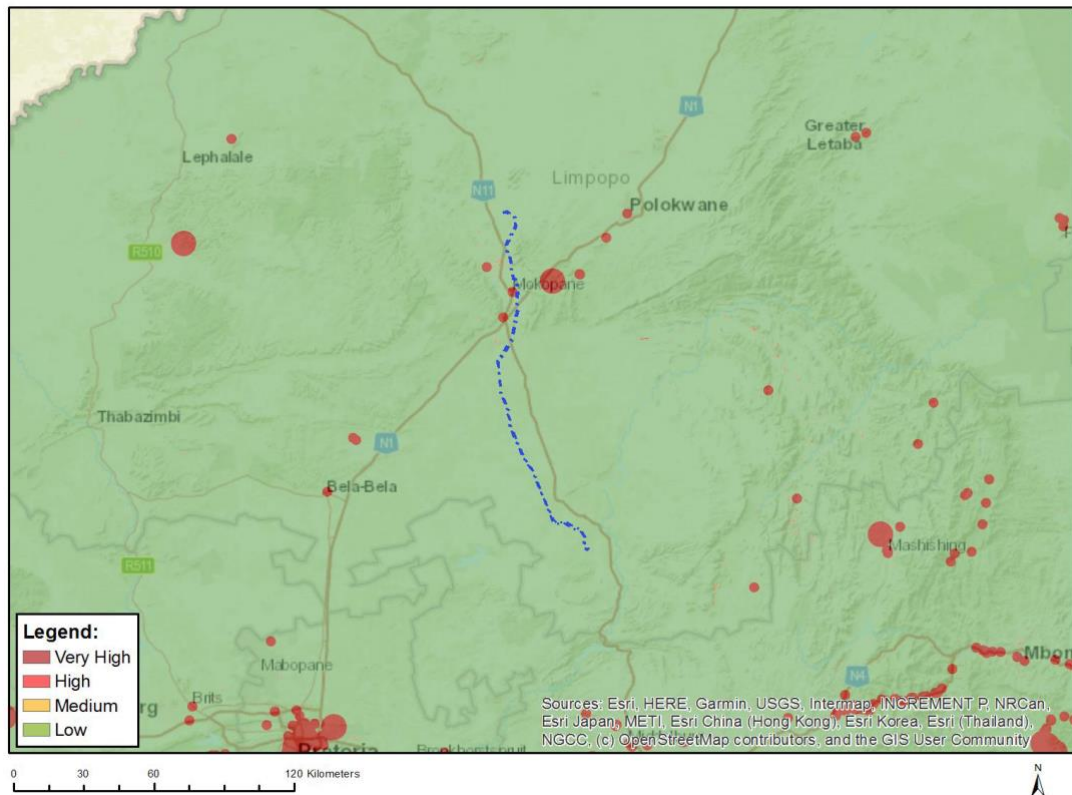 N1
Greater
Letaba
Lephalale
Limpopo
N11
Polokwane
R510
Mokopane
Thabazimbi
N1
Bela-Bela
R511
Mashishing
Legend:
Very High
High
Medium
Low
Mabopane
N4
Mbom
Brits
rg
Sources: Esri, HERE, Garmin, USGS, Intermap, INCREMENT P, NRCan,
Esri Japan, METI, Esri China (Hong Kong), Esri Korea, Esri (Thailand),
NGCC, (c) OpenStreetMap contributors, and the GIS User Community
Pretoria
Bronkhorstspruit
0 30 60 120 Kilometers
N